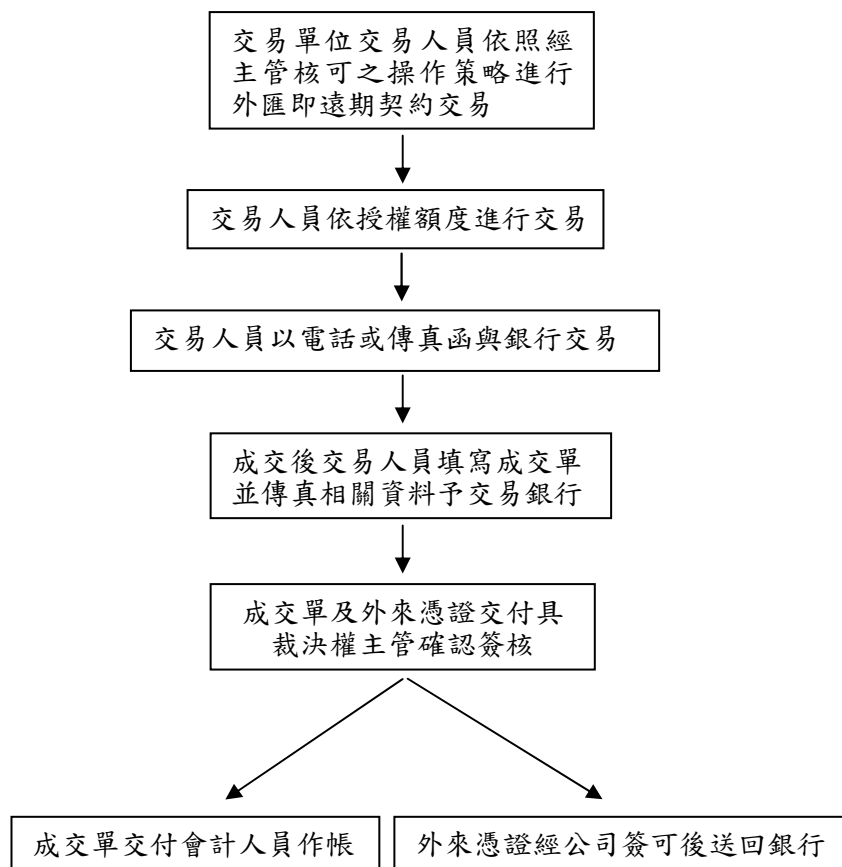 交易單位交易人員依照經
主管核可之操作策略進行
外匯即遠期契約交易
交易人員依授權額度進行交易
交易人員以電話或傳真函與銀行交易
成交後交易人員填寫成交單
並傳真相關資料予交易銀行
成交單及外來憑證交付具
裁決權主管確認簽核
成交單交付會計人員作帳
外來憑證經公司簽可後送回銀行